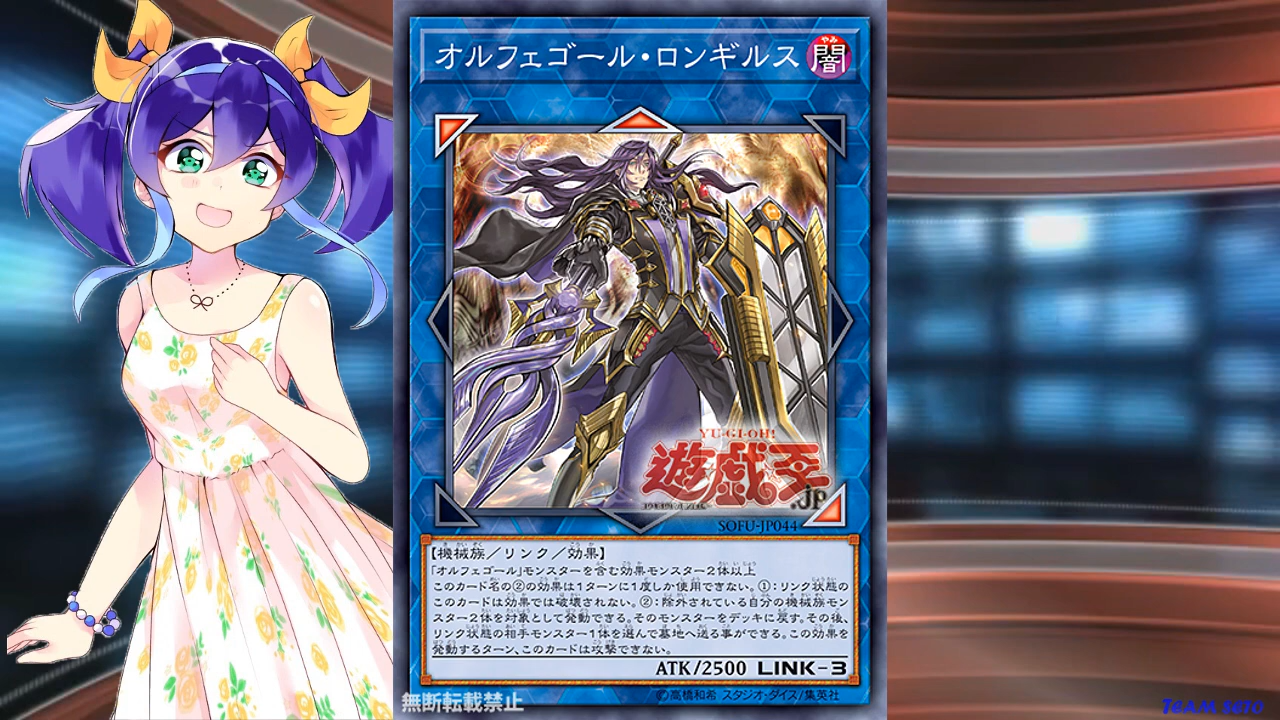 オルフェゴール・ロンギルス
やみ
闇
YU-GI-OH!
遊戯王
.JP
SOFU-JP044
【機械族/リンク/効果】
「オルフェゴール」モンスターを含む効果モンスター2体以上
このカード名の②の効果は1ターンに1度しか使用できない。①:リンク状態の
このカードは効果では破壊されない。②:除外されている自分の機械族モン
スター2体を対象として発動できる。そのモンスターをデッキに戻す。その後、
リンク状態の相手モンスター1体を選んで墓地へ送る事ができる。この効果を
発動するターン、このカードは攻撃できない。
ATK/2500 LINK-3
無断転載禁止
©高橋和希 スタジオ・ダイス/集英社
TEAM SETO